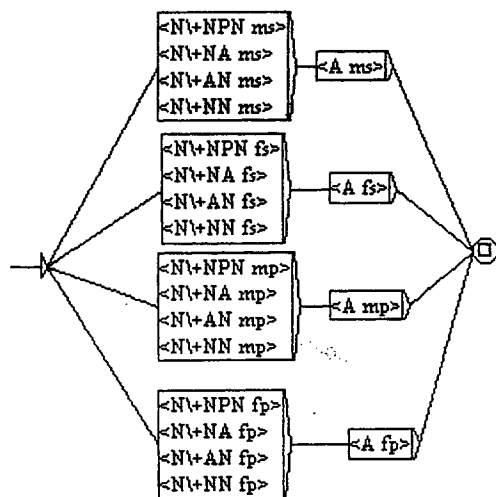 <N\+NPN ms>
<N\+NA ms>
<N\+AN ms>
<N\+NN ms>
<A ms>
<N\+NPN fs>
<N\+NA fs>
<N\+AN fs>
<N\+NN fs>
<A fs>
<N\+NPN mp>
<N\+NA mp>
<N\+AN mp>
<N\+NN mp>
<A mp>
<N\+NPN fp>
<N\+NA fp>
<N\+AN fp>
<N\+NN fp>
<A fp>